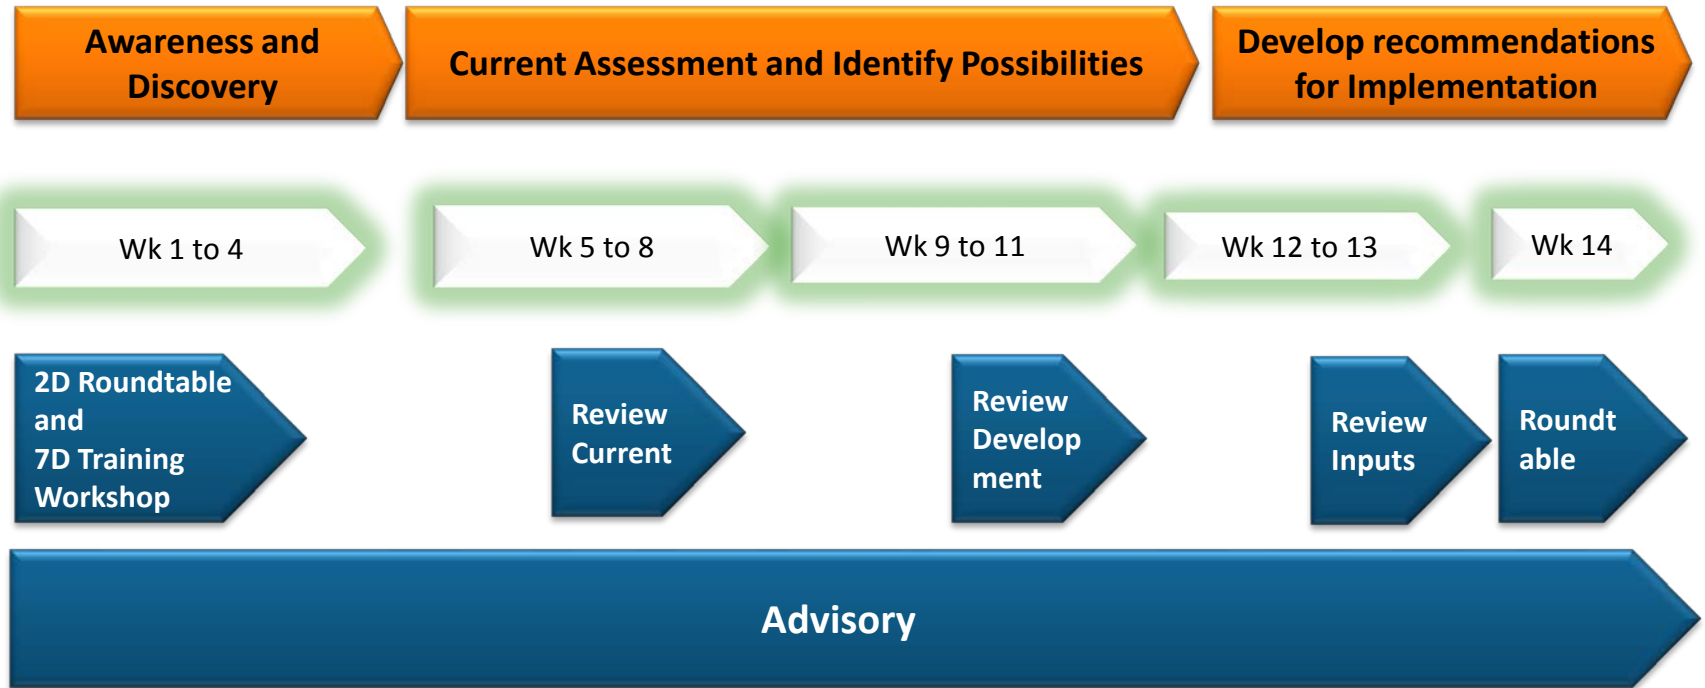 Awareness and
Discovery
Current Assessment and Identify Possibilities
Develop recommendations
for Implementation
Wk 1 to 4
Wk 5 to 8
Wk 9 to 11
Wk 12 to 13
Wk 14
2D Roundtable
and
7D Training
Workshop
Review
Current
Review
Develop
ment
Review
Inputs
Roundt
able
Advisory